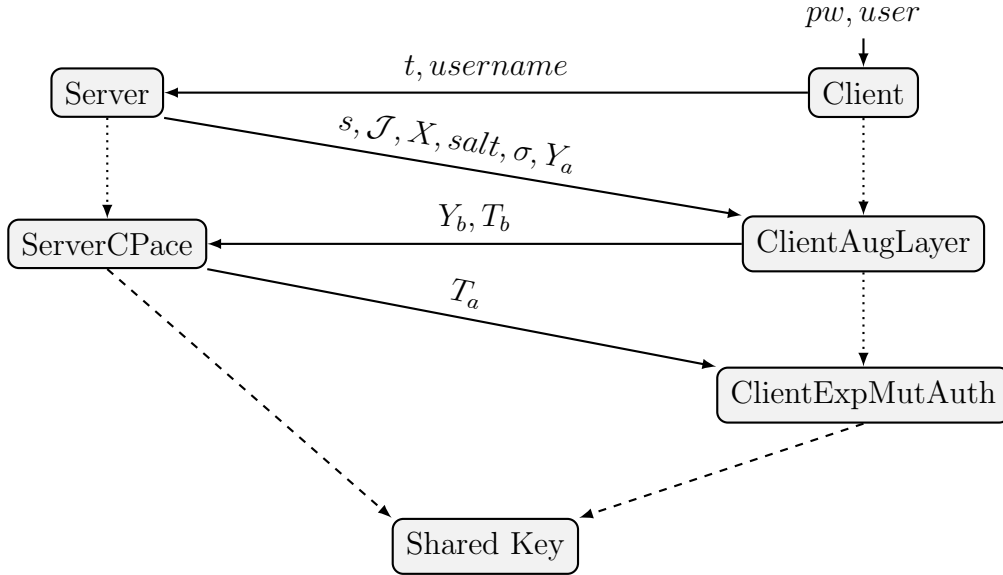 pw, user
Server
t, username
Client
s, 𝒥, X, salt, σ, Y_a
ServerCPace
Y_b, T_b
ClientAugLayer
T_a
ClientExpMutAuth
Shared Key